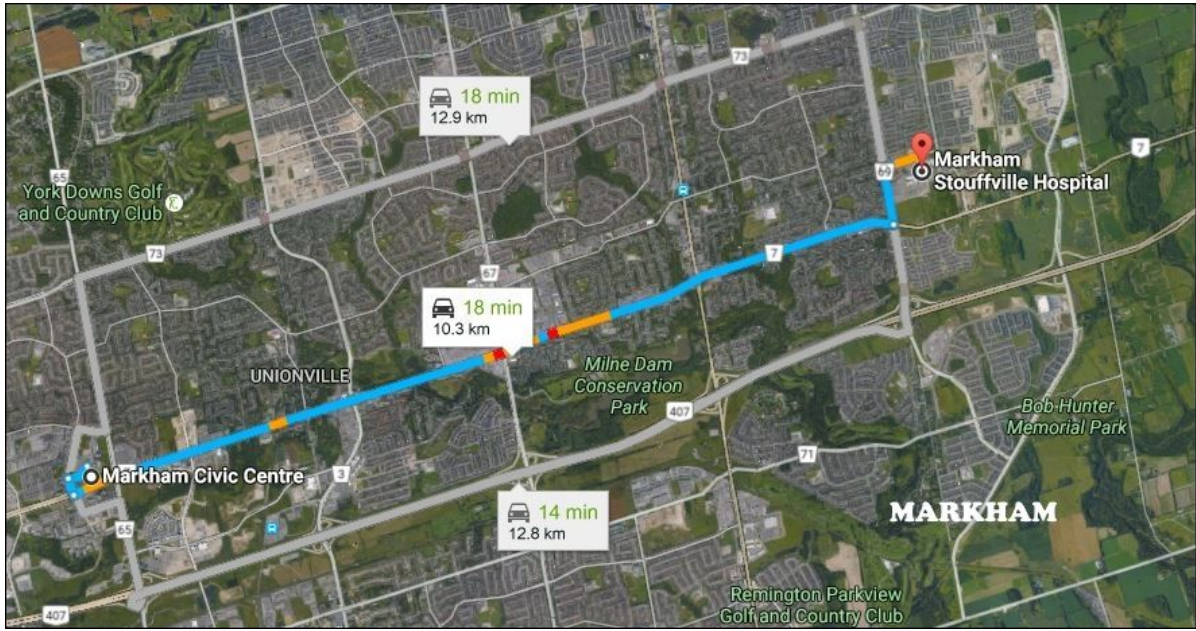 73
18 min
12.9 km
65
York Downs Golf
and Country Club
73
69
Markham
Stouffville Hospital
7
7
67
18 min
10.3 km
UNIONVILLE
Milne Dam
Conservation
Park
407
Bob Hunter
Memorial Park
71
3
Markham Civic Centre
65
14 min
12.8 km
MARKHAM
407
Remington Parkview
Golf and Country Club